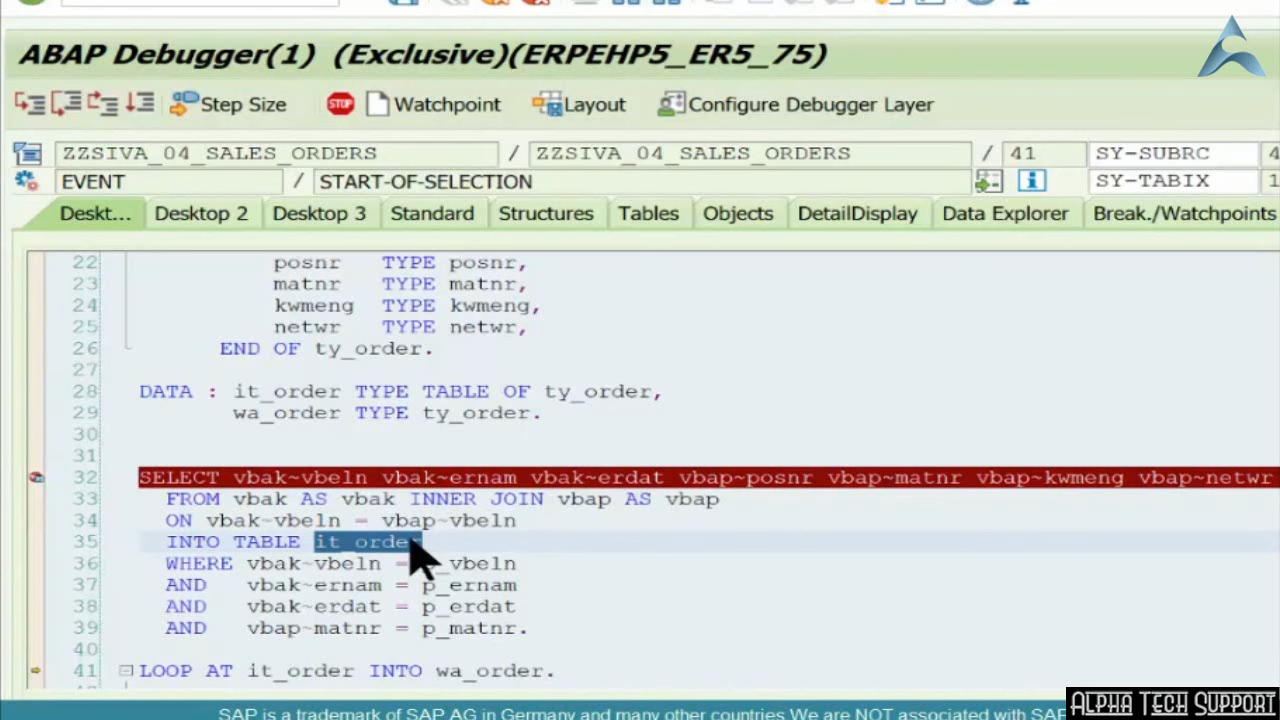 ABAP Debugger(1) (Exclusive)(ERPEHP5_ER5_75)
Step Size STOP Watchpoint Layout Configure Debugger Layer
ZZSIVA_04_SALES_ORDERS / ZZSIVA_04_SALES_ORDERS / 41 SY-SUBRC 4
EVENT / START-OF-SELECTION SY-TABIX 1
Deskt... Desktop 2 Desktop 3 Standard Structures Tables Objects DetailDisplay Data Explorer Break./Watchpoints
22 posnr TYPE posnr,
23 matnr TYPE matnr,
24 kwmeng TYPE kwmeng,
25 netwr TYPE netwr,
26 END OF ty_order.
27
28 DATA : it_order TYPE TABLE OF ty_order,
29 wa_order TYPE ty_order.
30
31
32 SELECT vbak~vbeln vbak~ernam vbak~erdat vbap~posnr vbap~matnr vbap~kwmeng vbap~netwr
33 FROM vbak AS vbak INNER JOIN vbap AS vbap
34 ON vbak~vbeln = vbap~vbeln
35 INTO TABLE it_order
36 WHERE vbak~vbeln = p_vbeln
37 AND vbak~ernam = p_ernam
38 AND vbak~erdat = p_erdat
39 AND vbap~matnr = p_matnr.
40
41 LOOP AT it_order INTO wa_order.
ALPHA TECH SUPPORT
SAP is a trademark of SAP AG in Germany and many other countries We are NOT associated with SAP